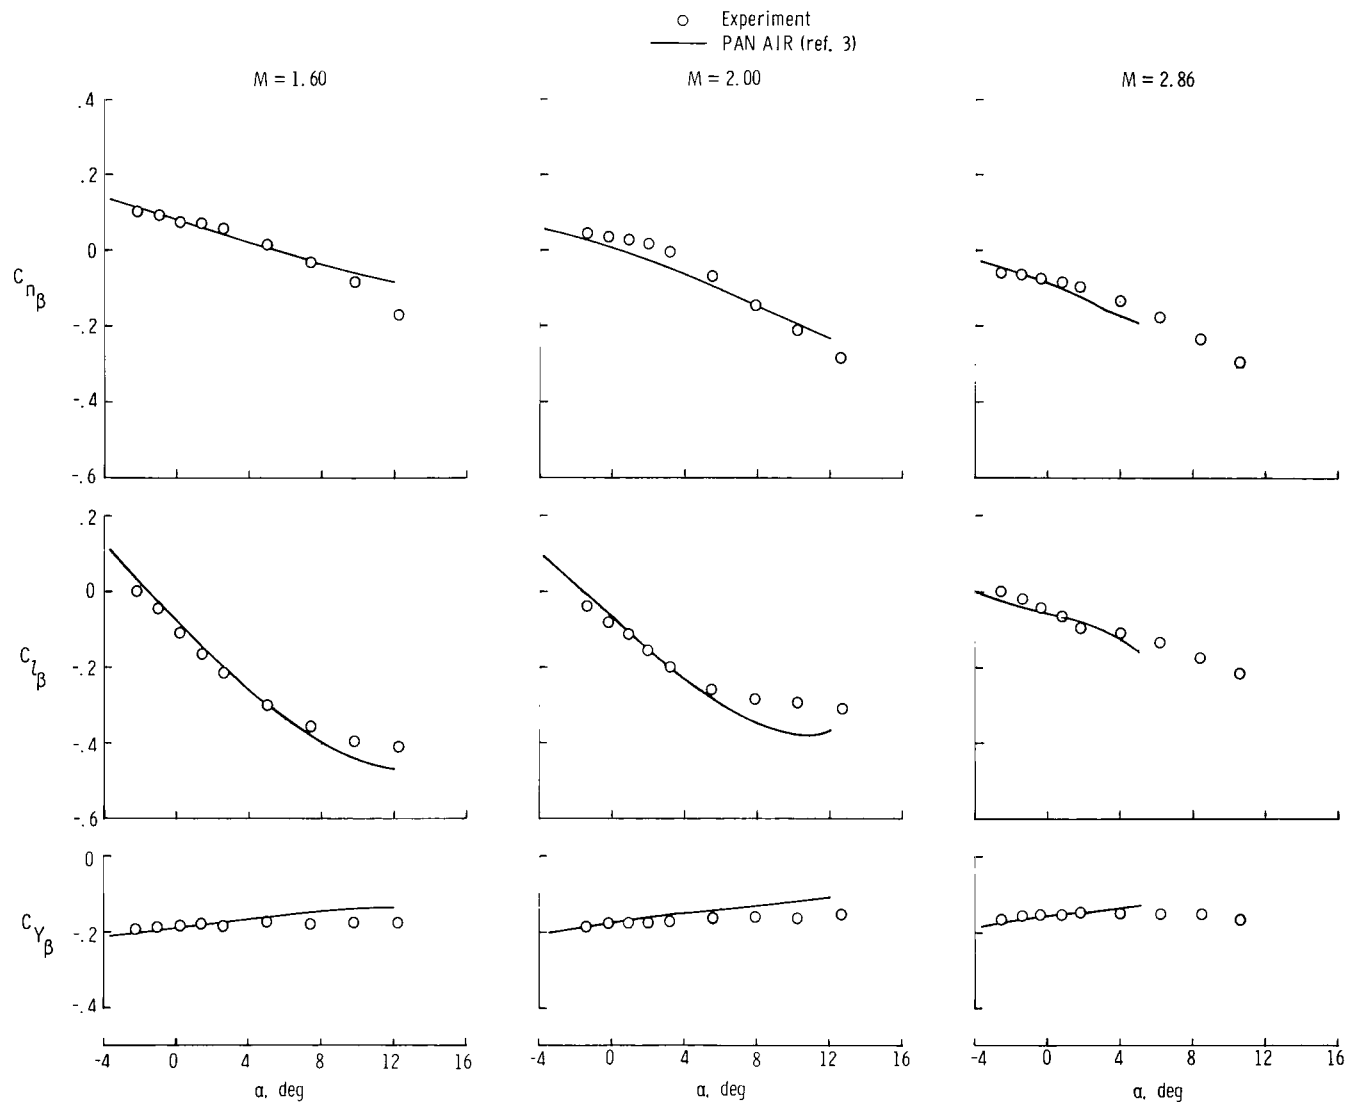 Experiment
PAN AIR (ref. 3)
M = 1.60
M = 2.00
M = 2.86
.4
.2
0
-.2
-.4
-.6
Cnβ
.2
0
-.2
-.4
-.6
Clβ
0
-.2
-.4
CYβ
-4 0 4 8 12 16
-4 0 4 8 12 16
-4 0 4 8 12 16
α, deg
α, deg
α, deg